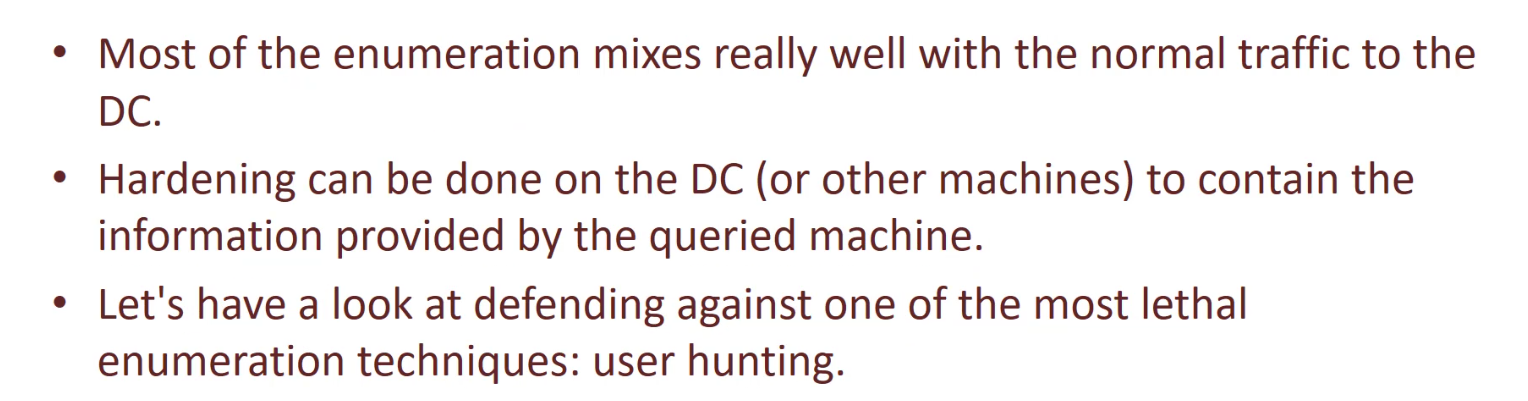 • Most of the enumeration mixes really well with the normal traffic to the
DC.
• Hardening can be done on the DC (or other machines) to contain the
information provided by the queried machine.
• Let's have a look at defending against one of the most lethal
enumeration techniques: user hunting.